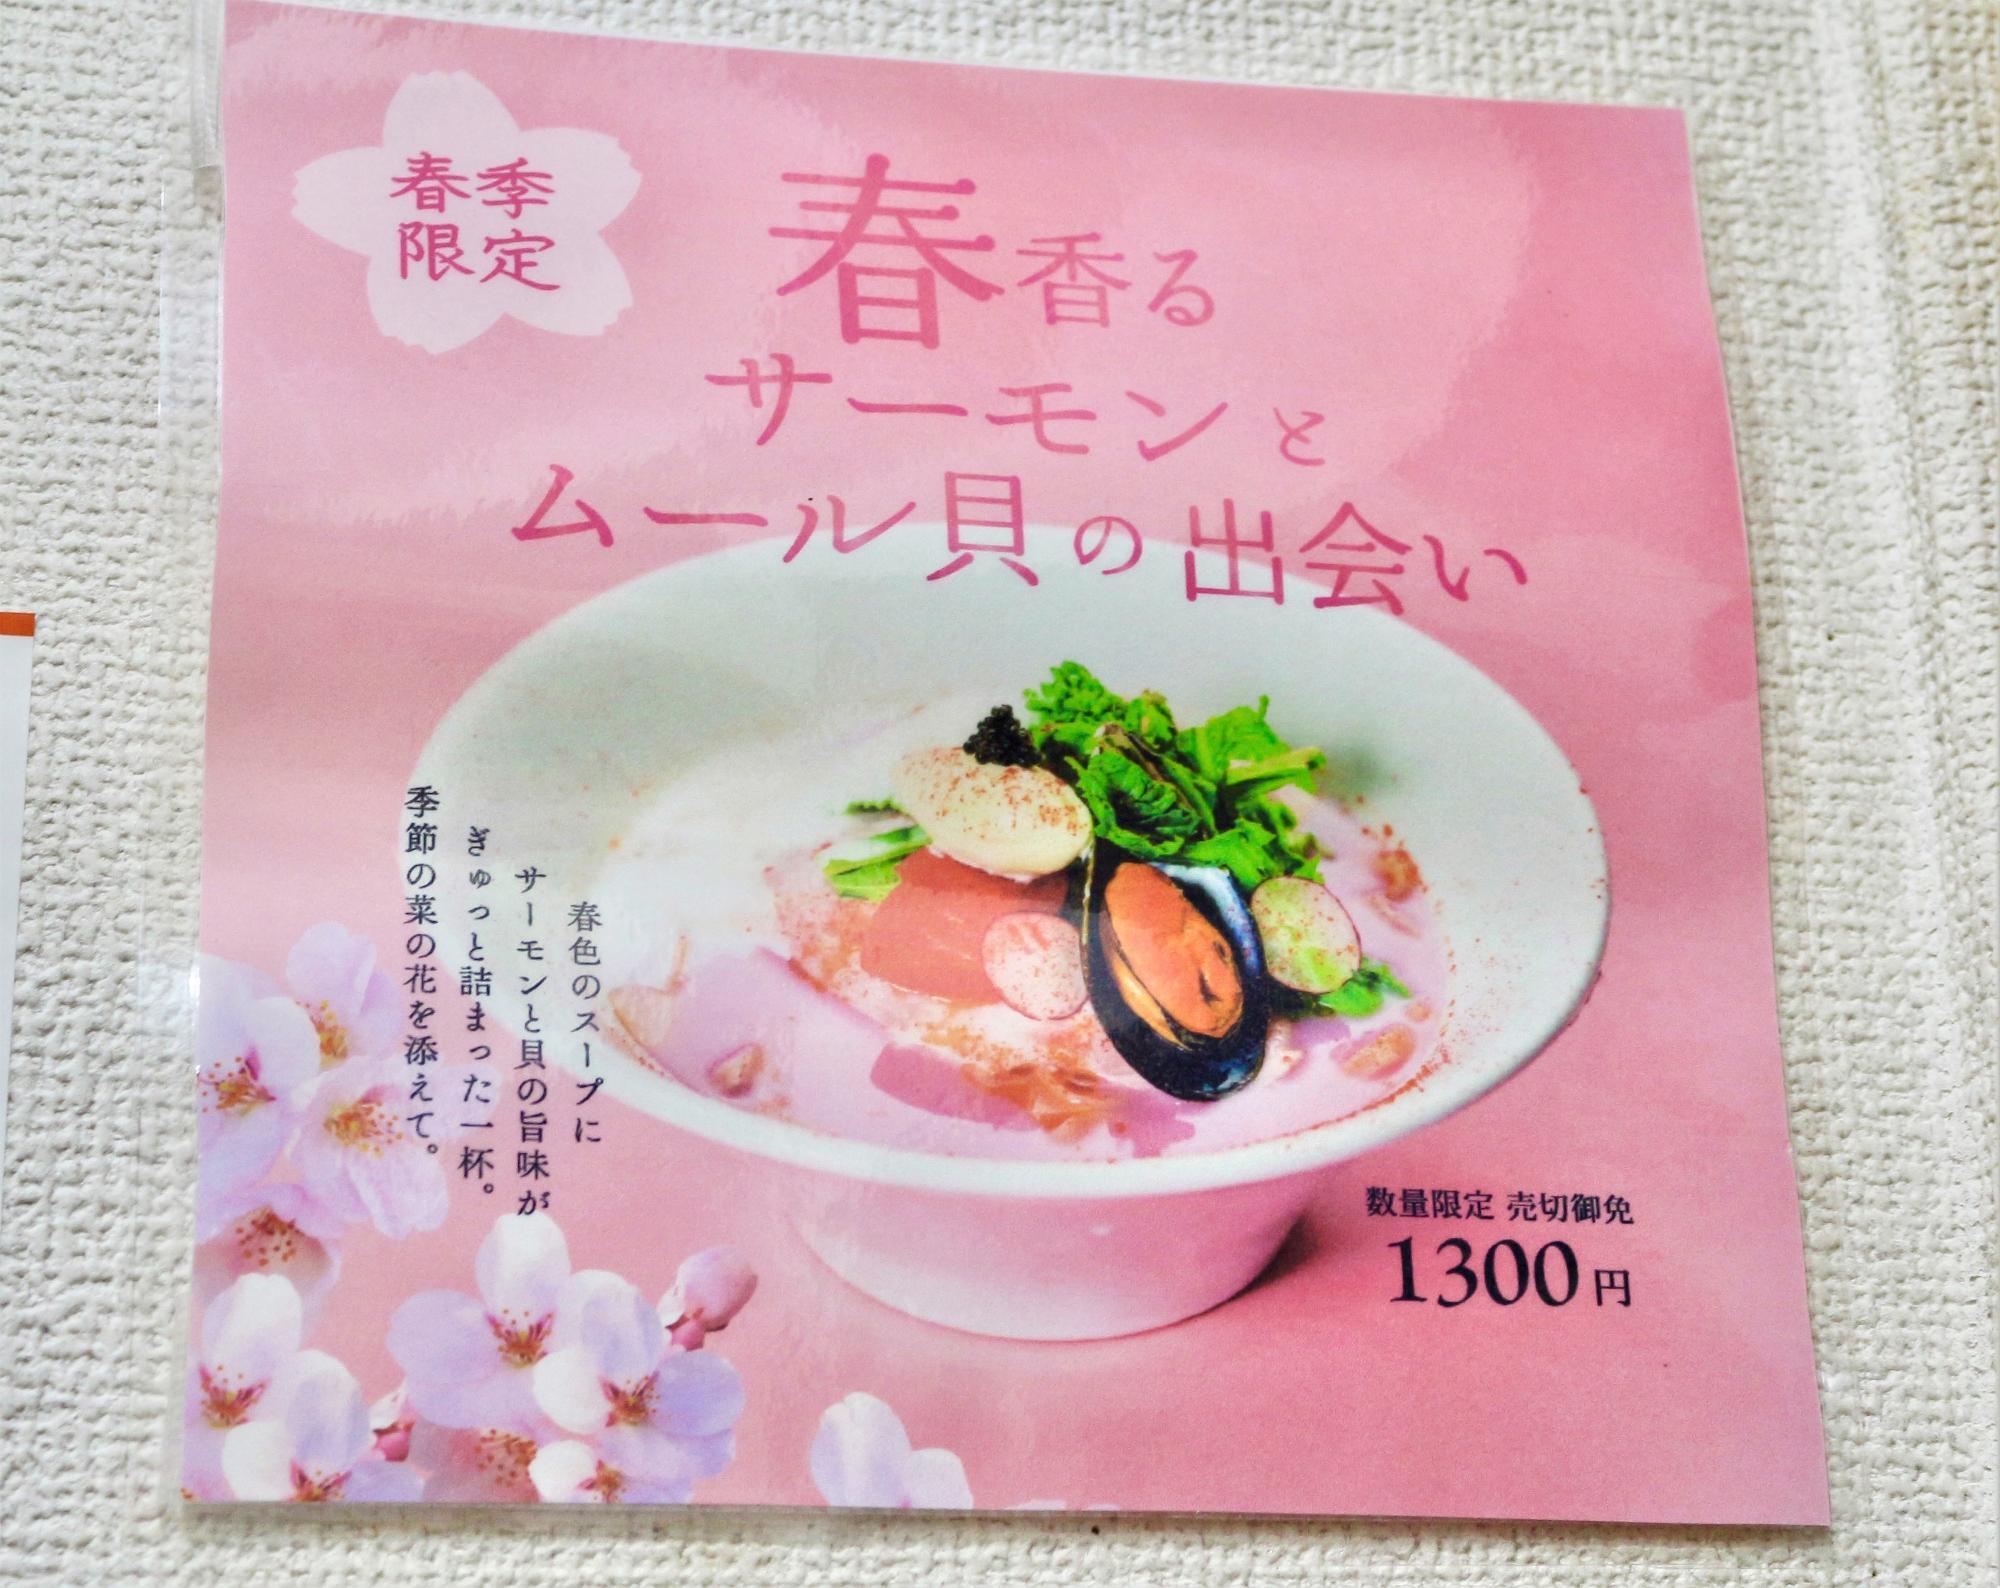 春季
限定
春香る
サーモンと
ムール貝の出会い
春色のスープに
サーモンと貝の旨味が
ぎゅっと詰まった一杯。
季節の菜の花を添えて。
数量限定 売切御免
1300円